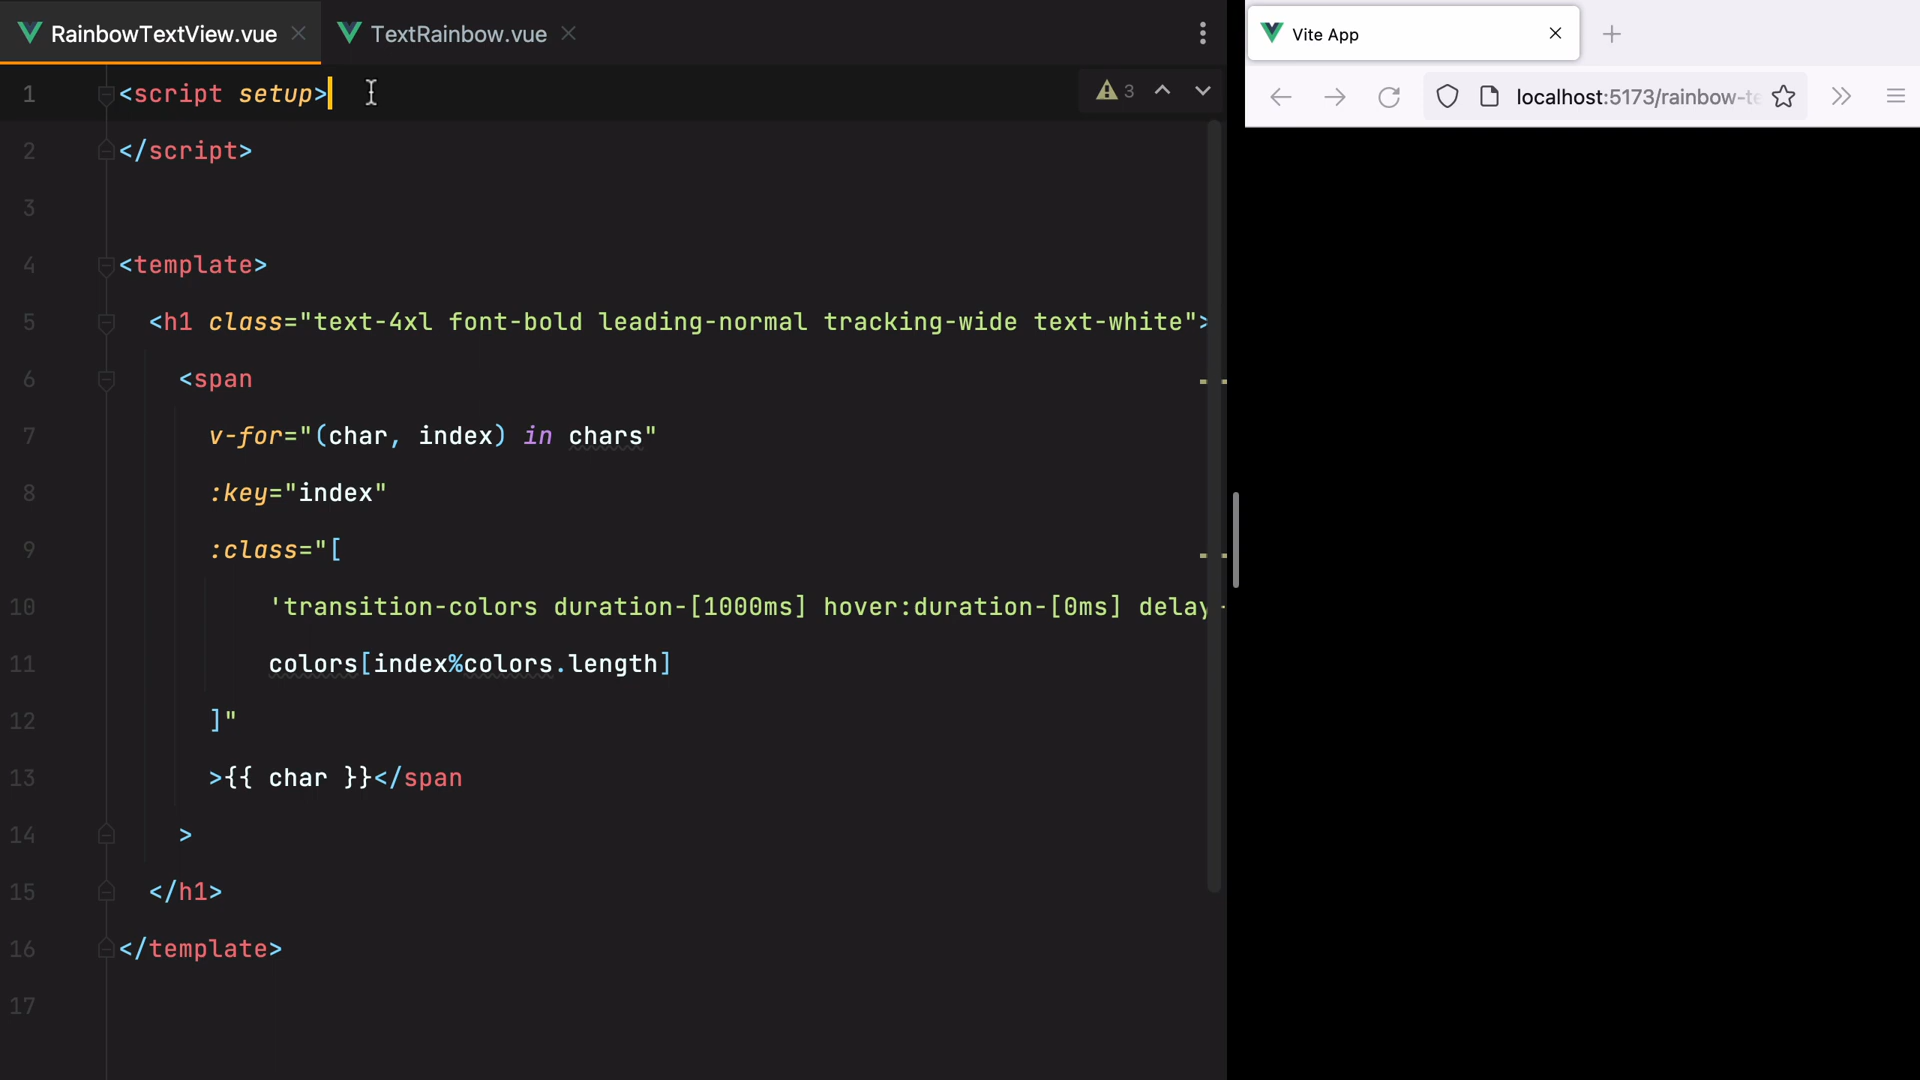 RainbowTextView.vue
TextRainbow.vue
3
1 <script setup>
2 </script>
3
4 <template>
5 <h1 class="text-4xl font-bold leading-normal tracking-wide text-white">
6 <span
7 v-for="(char, index) in chars"
8 :key="index"
9 :class="[
10 'transition-colors duration-[1000ms] hover:duration-[0ms] delay-
11 colors[index%colors.length]
12 ]"
13 >{{ char }}</span
14 >
15 </h1>
16 </template>
17
Vite App
localhost:5173/rainbow-te